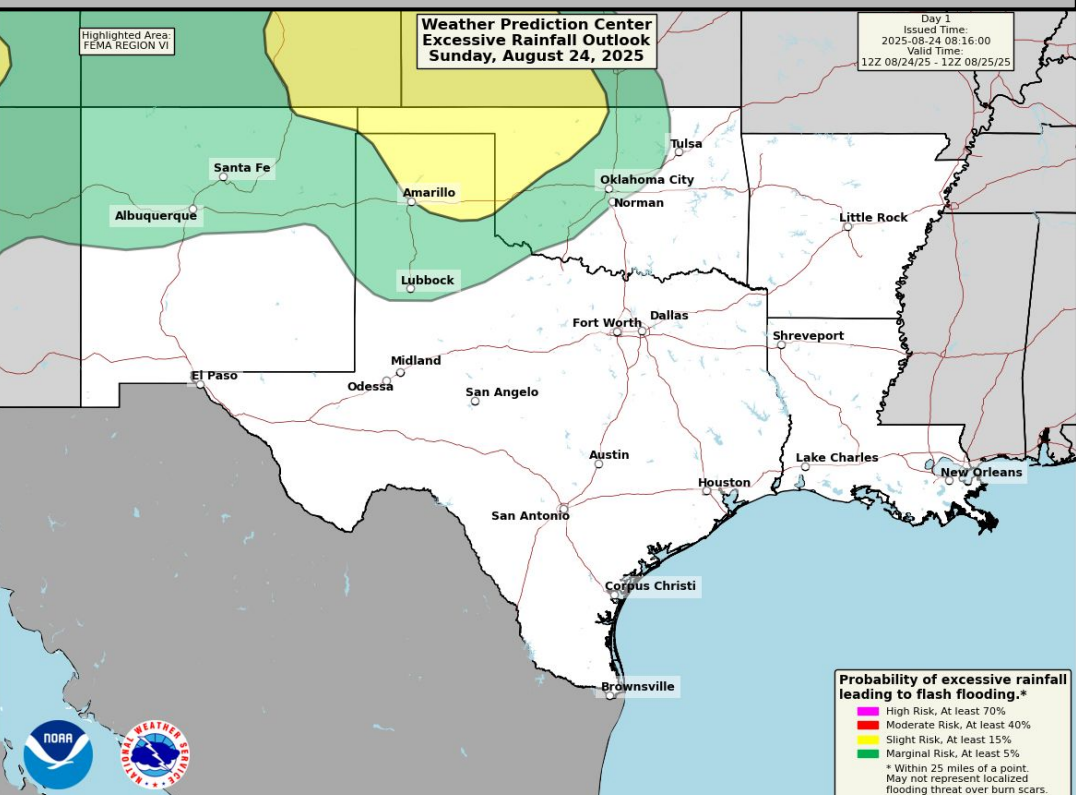 Weather Prediction Center
Excessive Rainfall Outlook
Sunday, August 24, 2025
Highlighted Area:
FEMA REGION VI
Day 1
Issued Time:
2025-08-24 08:16:00
Valid Time:
12Z 08/24/25 - 12Z 08/25/25
Tulsa
Santa Fe
Oklahoma City
Amarillo
Norman
Albuquerque
Little Rock
Lubbock
Dallas
Fort Worth
Shreveport
Midland
El Paso
Odessa
San Angelo
Austin
Lake Charles
New Orleans
Houston
San Antonio
Corpus Christi
Brownsville
Probability of excessive rainfall
leading to flash flooding.*
High Risk, At least 70%
Moderate Risk, At least 40%
Slight Risk, At least 15%
Marginal Risk, At least 5%
* Within 25 miles of a point.
May not represent localized
flooding threat over burn scars.
NOAA
NATIONAL WEATHER SERVICE